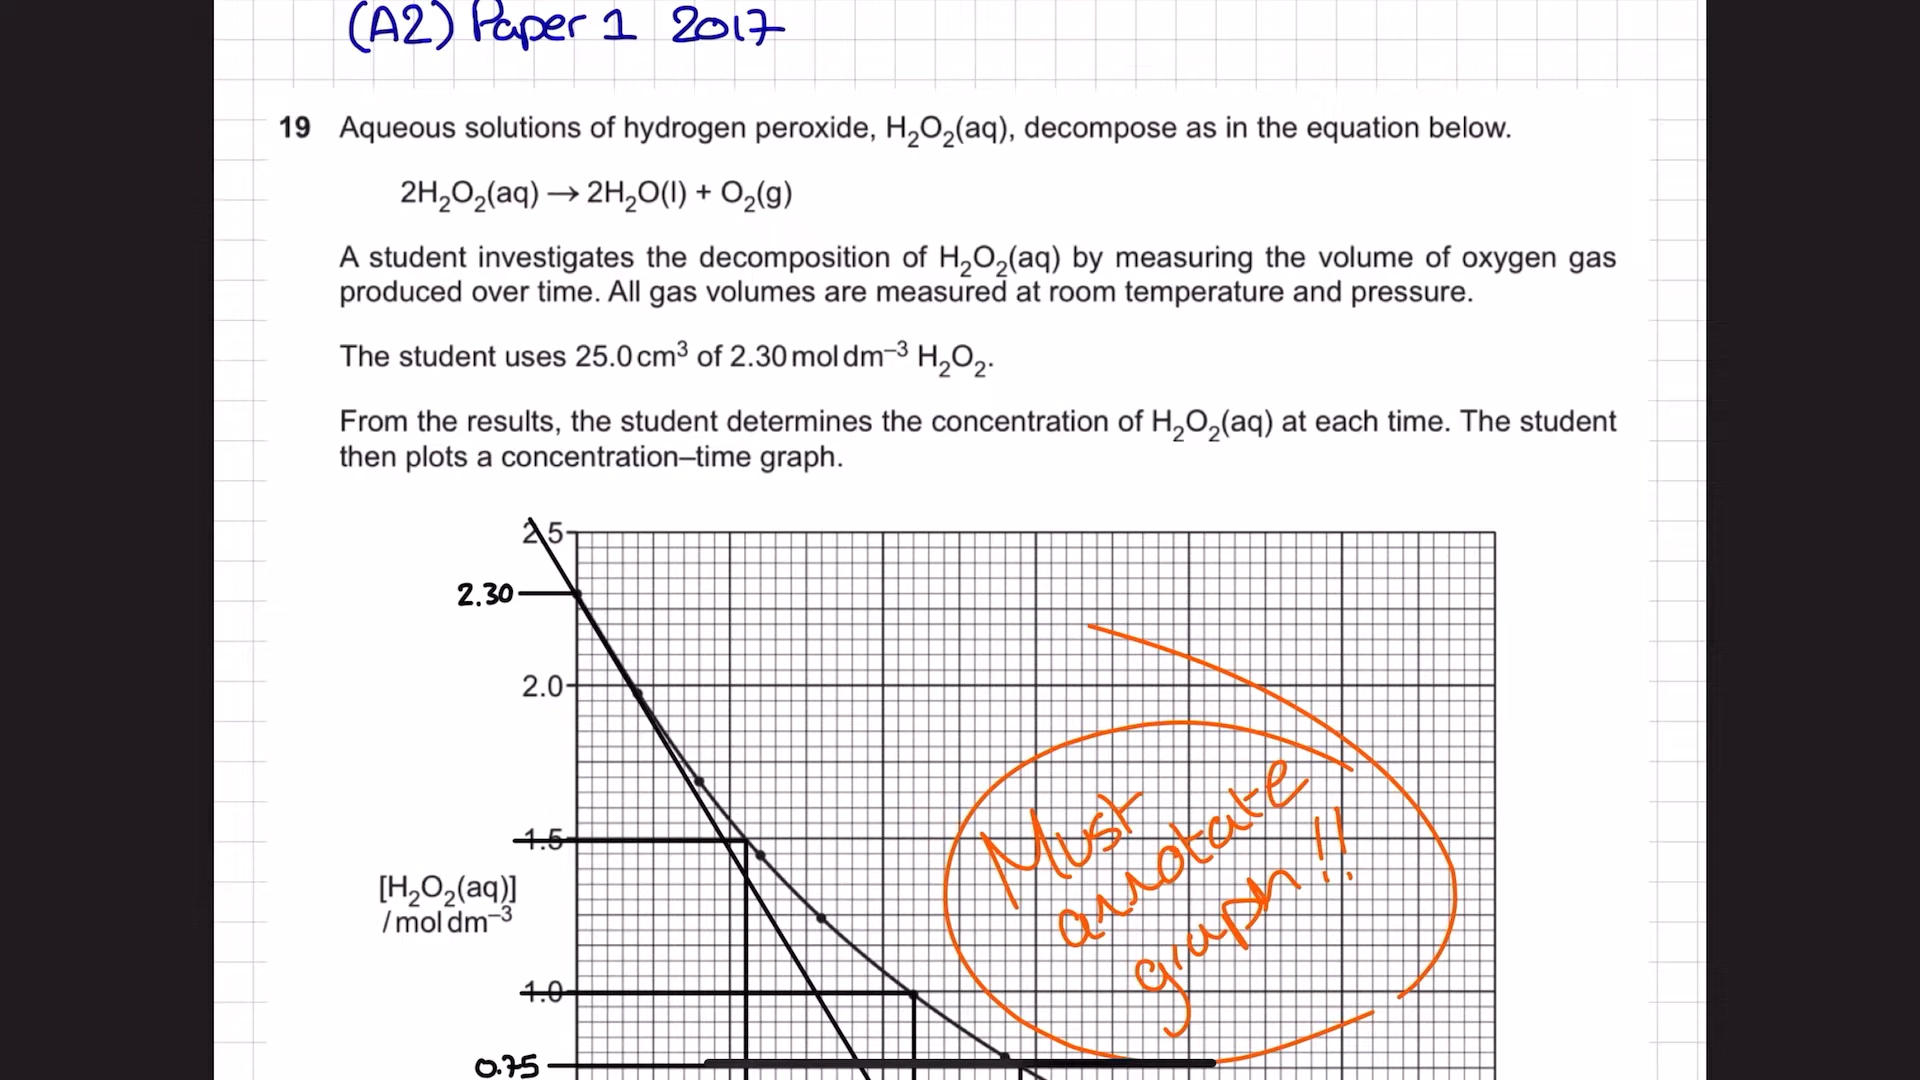 (A2) Paper 1 2017
19 Aqueous solutions of hydrogen peroxide, H₂O₂(aq), decompose as in the equation below.
2H₂O₂(aq) → 2H₂O(l) + O₂(g)
A student investigates the decomposition of H₂O₂(aq) by measuring the volume of oxygen gas
produced over time. All gas volumes are measured at room temperature and pressure.
The student uses 25.0 cm³ of 2.30 mol dm⁻³ H₂O₂.
From the results, the student determines the concentration of H₂O₂(aq) at each time. The student
then plots a concentration–time graph.
2.5
2.30
2.0
1.5
[H₂O₂(aq)]
/ mol dm⁻³
1.0
0.75
Must
annotate
graph!!